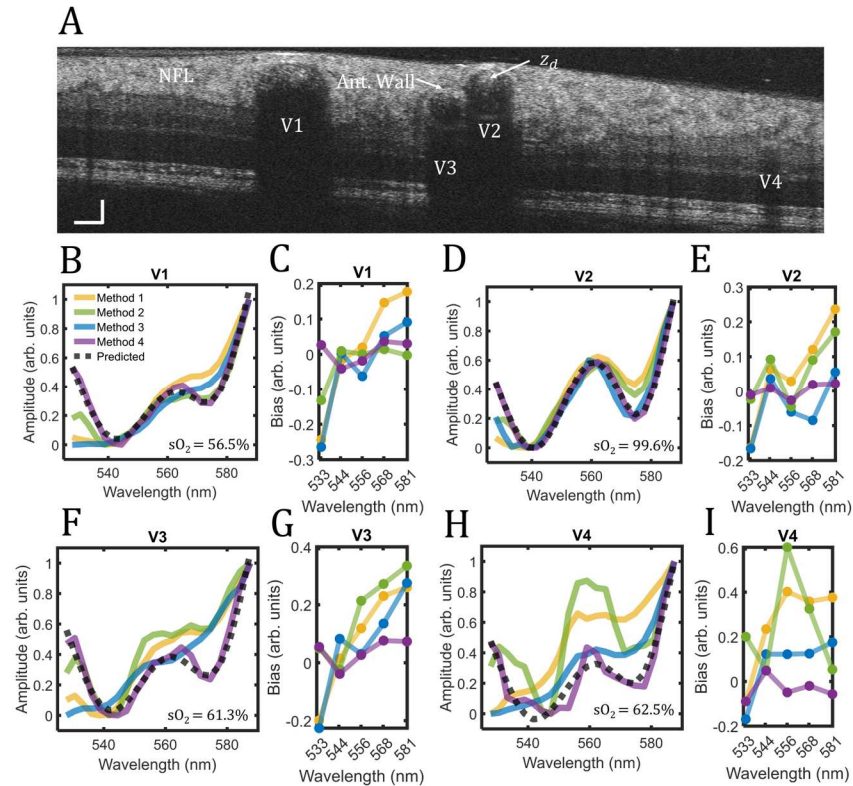 A
NFL
Ant. Wall
z_d
V1
V2
V3
V4
B
V1
Amplitude (arb. units)
1
0.8
0.6
0.4
0.2
0
Method 1
Method 2
Method 3
Method 4
Predicted
sO₂ = 56.5%
540 560 580
Wavelength (nm)
C
V1
Bias (arb. units)
0.2
0.1
0
-0.1
-0.2
-0.3
533 544 556 568 581
Wavelength (nm)
D
V2
Amplitude (arb. units)
1
0.8
0.6
0.4
0.2
0
sO₂ = 99.6%
540 560 580
Wavelength (nm)
E
V2
Bias (arb. units)
0.3
0.2
0.1
0
-0.1
-0.2
533 544 556 568 581
Wavelength (nm)
F
V3
Amplitude (arb. units)
1
0.8
0.6
0.4
0.2
0
sO₂ = 61.3%
540 560 580
Wavelength (nm)
G
V3
Bias (arb. units)
0.4
0.2
0
-0.2
533 544 556 568 581
Wavelength (nm)
H
V4
Amplitude (arb. units)
1
0.8
0.6
0.4
0.2
0
sO₂ = 62.5%
540 560 580
Wavelength (nm)
I
V4
Bias (arb. units)
0.6
0.4
0.2
0
-0.2
533 544 556 568 581
Wavelength (nm)